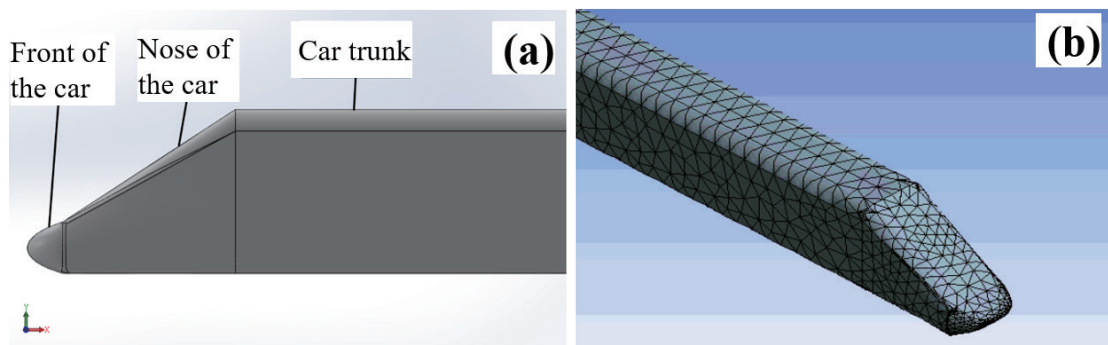 Front of
the car
Nose of
the car
Car trunk
(a)
(b)
Y
X